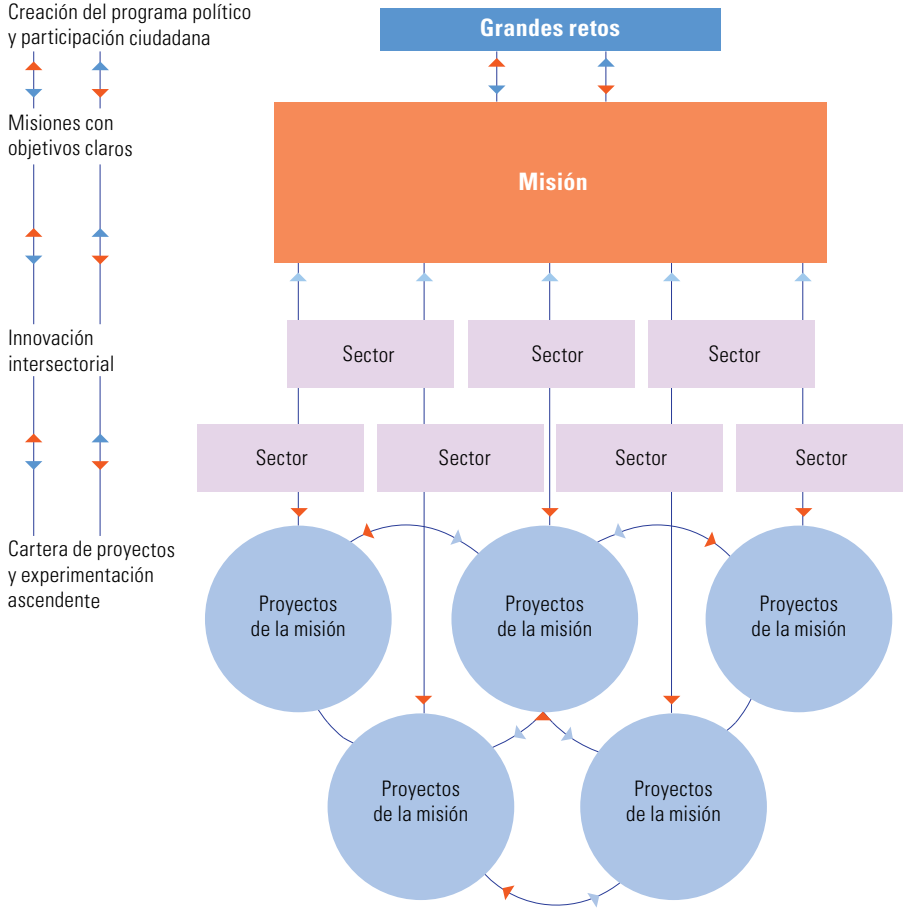 Creación del programa político
y participación ciudadana
Grandes retos
Misiones con
objetivos claros
Misión
Innovación
intersectorial
Sector
Sector
Sector
Sector
Sector
Sector
Sector
Cartera de proyectos
y experimentación
ascendente
Proyectos
de la misión
Proyectos
de la misión
Proyectos
de la misión
Proyectos
de la misión
Proyectos
de la misión